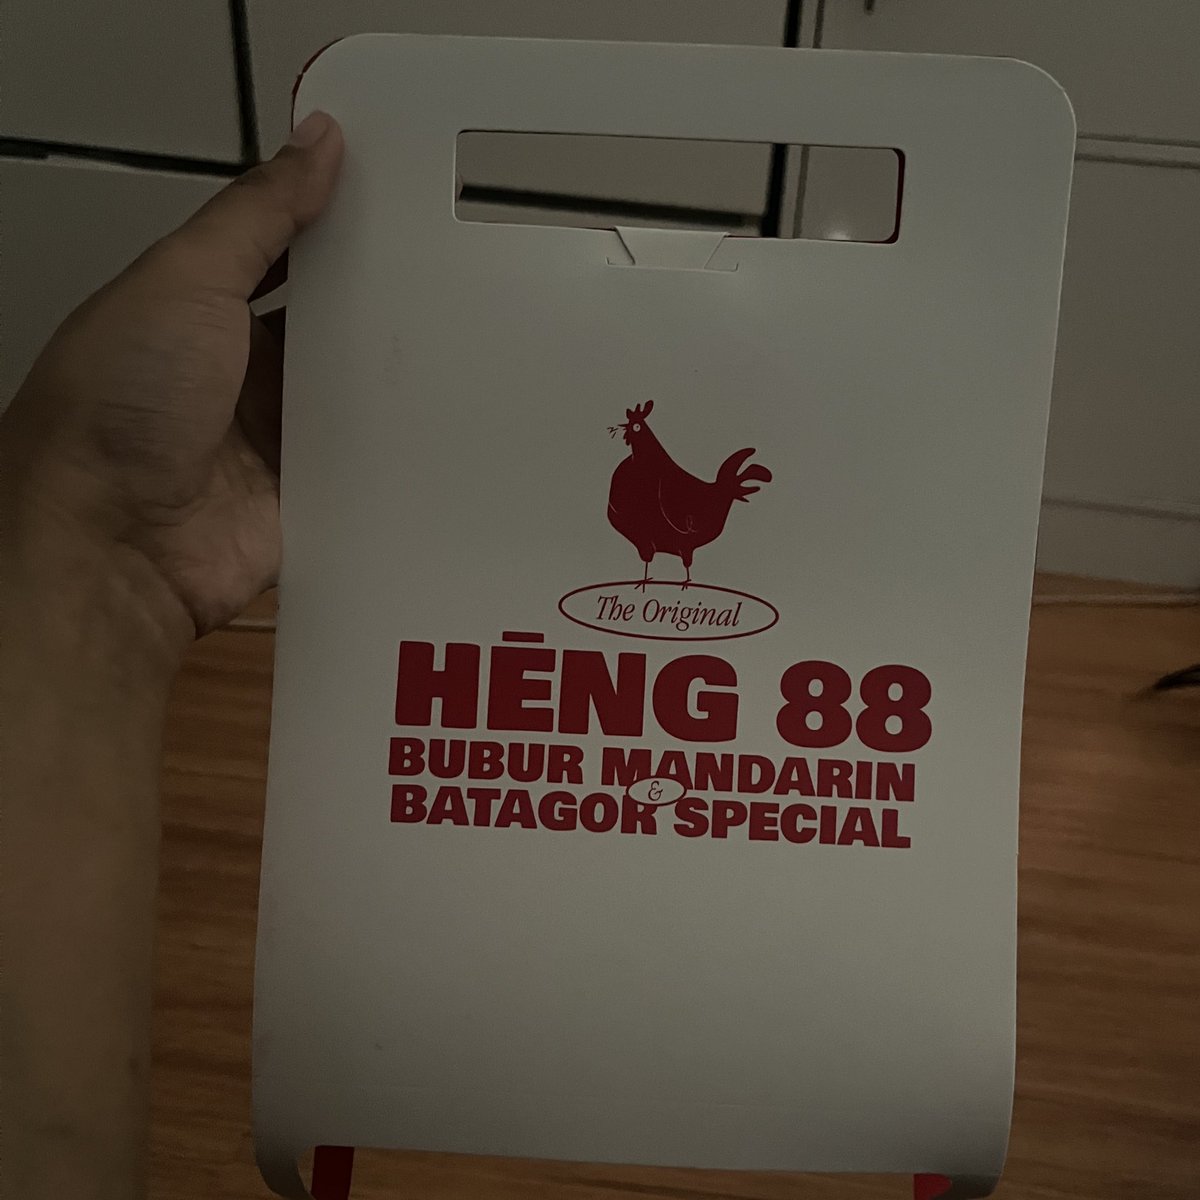 The Original
HĒNG 88
BUBUR MANDARIN
&
BATAGOR SPECIAL